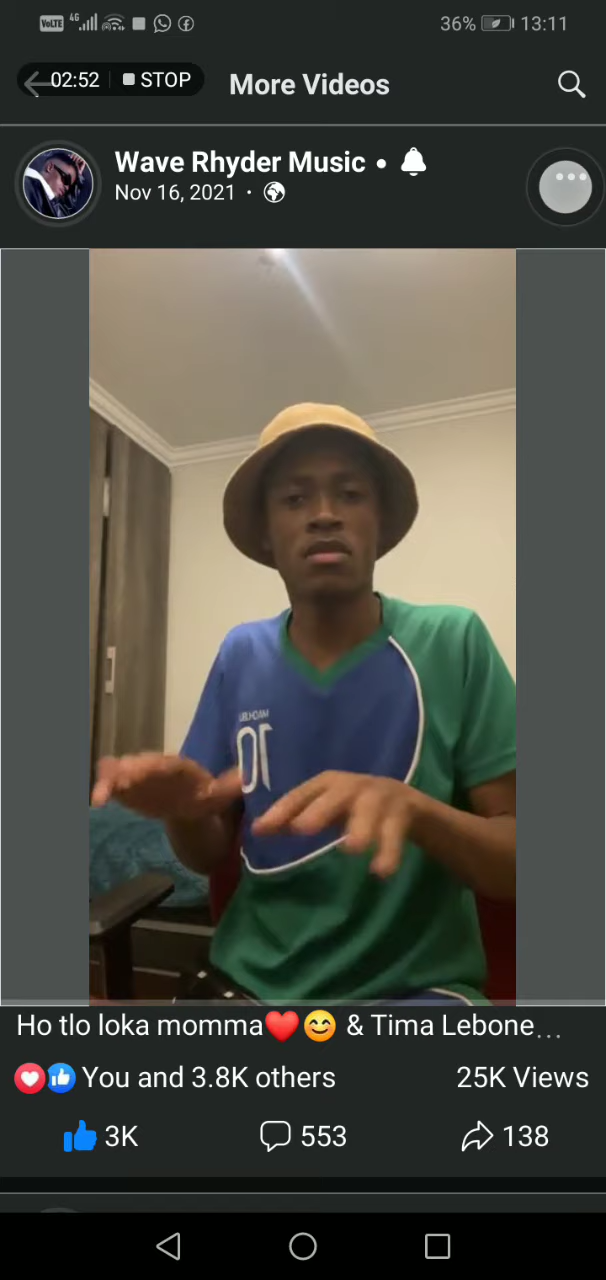 VoLTE 4G 36% 13:11
02:52 STOP More Videos
Wave Rhyder Music •
Nov 16, 2021 ·
10
Ho tlo loka momma❤️😊 & Tima Lebone...
You and 3.8K others 25K Views
3K 553 138